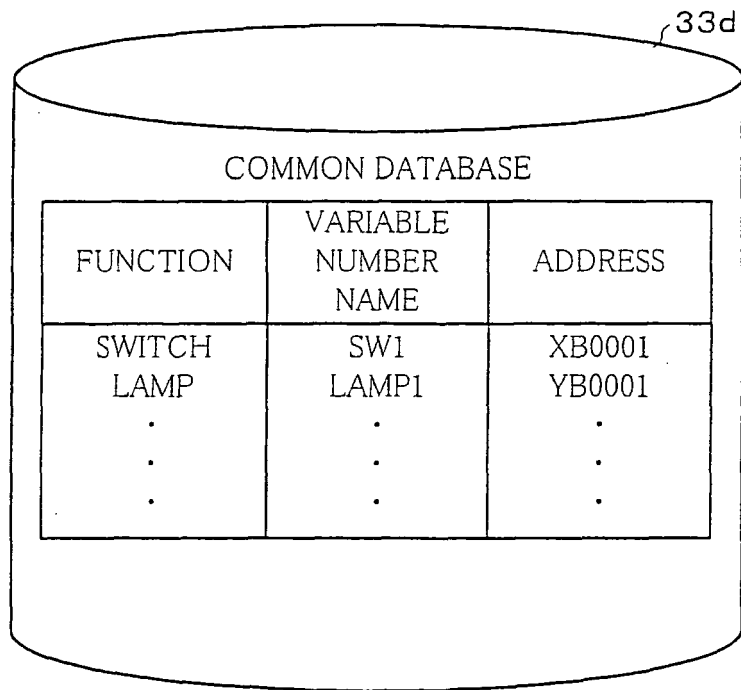 33d
COMMON DATABASE
FUNCTION
VARIABLE
NUMBER
NAME
ADDRESS
SWITCH SW1 XB0001
LAMP LAMP1 YB0001
. . .
. . .
. . .